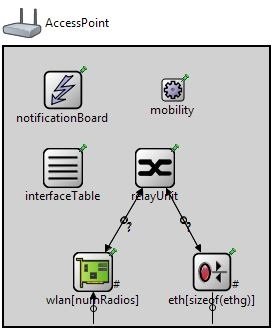 AccessPoint
notificationBoard
mobility
interfaceTable
relayUnit
?
?
#
#
wlan[numRadios]
eth[sizeof(ethg)]